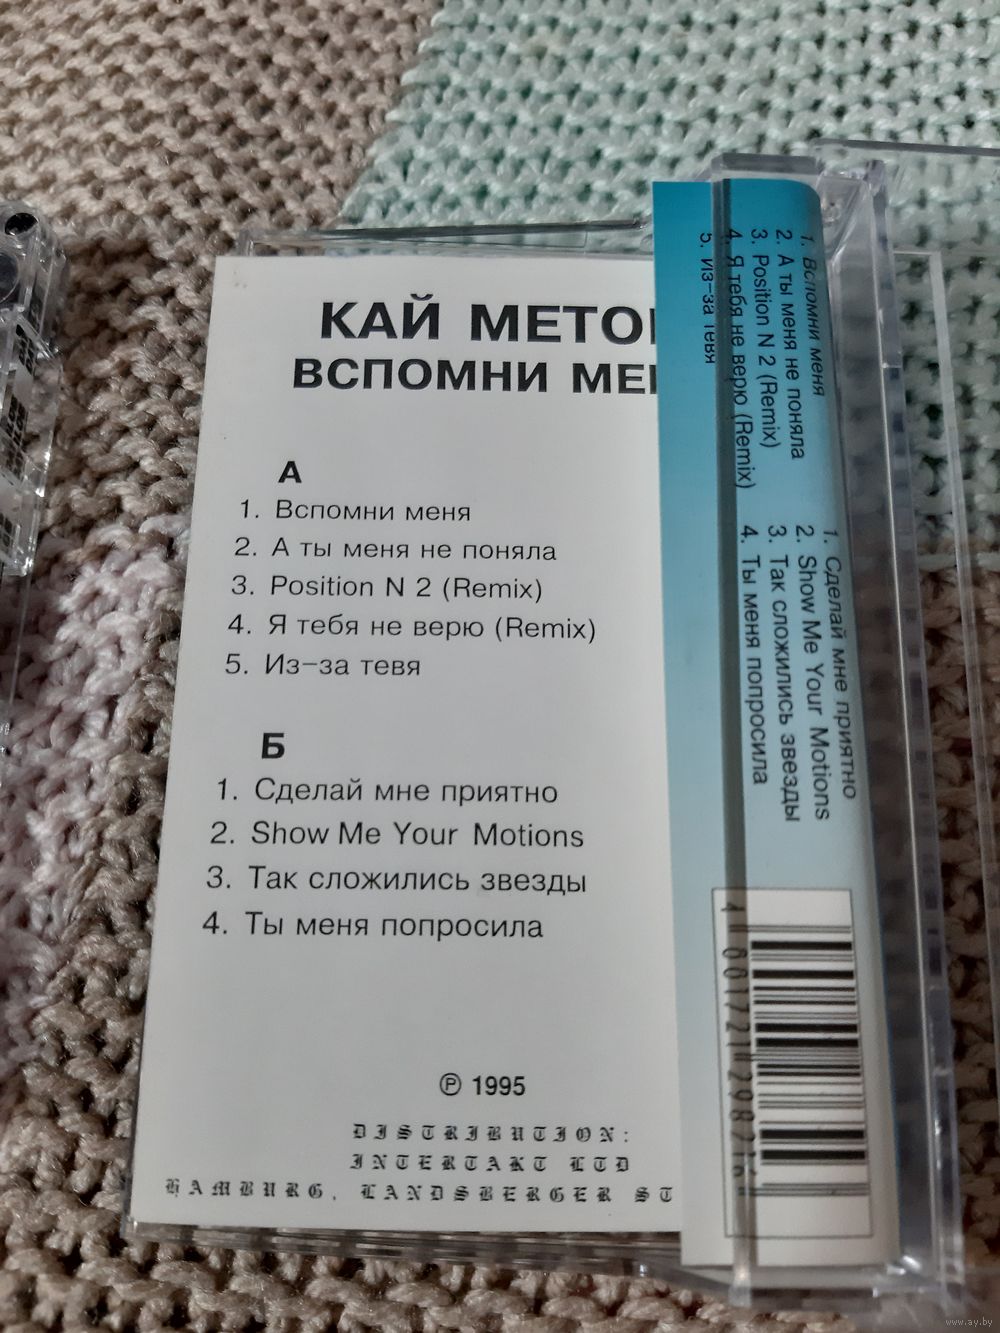 КАЙ МЕТО
ВСПОМНИ МЕ
А
1. Вспомни меня
2. А ты меня не поняла
3. Position N 2 (Remix)
4. Я тебя не верю (Remix)
5. Из-за тевя
Б
1. Сделай мне приятно
2. Show Me Your Motions
3. Так сложились звезды
4. Ты меня попросила
℗ 1995
DISTRIBUTION:
INTERTAKT LTD
HAMBURG, LANDSBERGER ST
1. Вспомни меня
2. А ты меня не поняла
3. Position N 2 (Remix)
4. Я тебя не верю (Remix)
5. Из-за тевя
1. Сделай мне приятно
2. Show Me Your Motions
3. Так сложились звезды
4. Ты меня попросила
www.ay.by